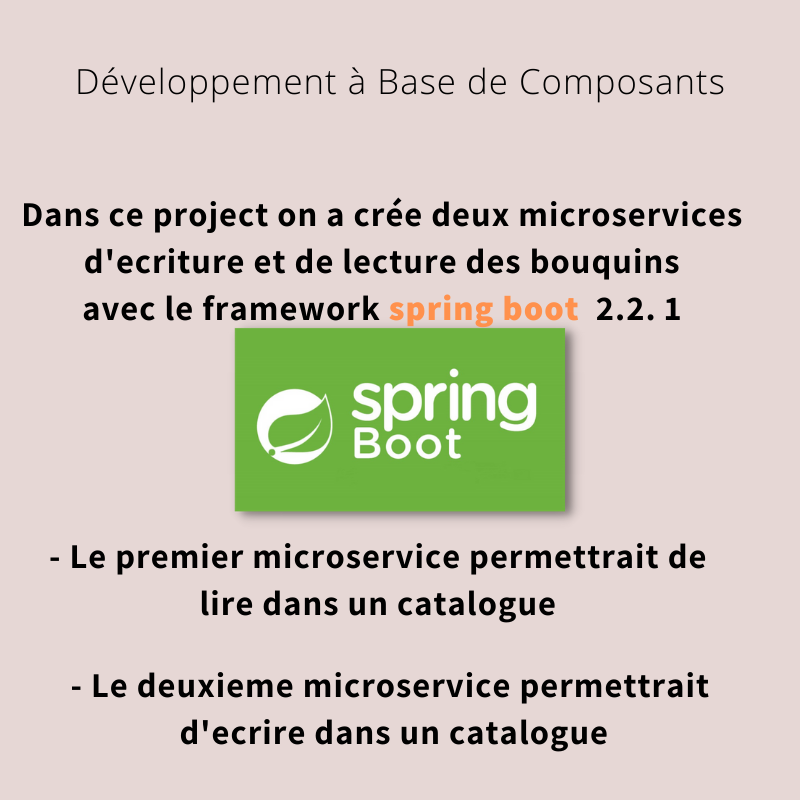 Développement à Base de Composants
Dans ce project on a crée deux microservices
d'ecriture et de lecture des bouquins
avec le framework spring boot 2.2. 1
spring
Boot
- Le premier microservice permettrait de
lire dans un catalogue
- Le deuxieme microservice permettrait
d'ecrire dans un catalogue